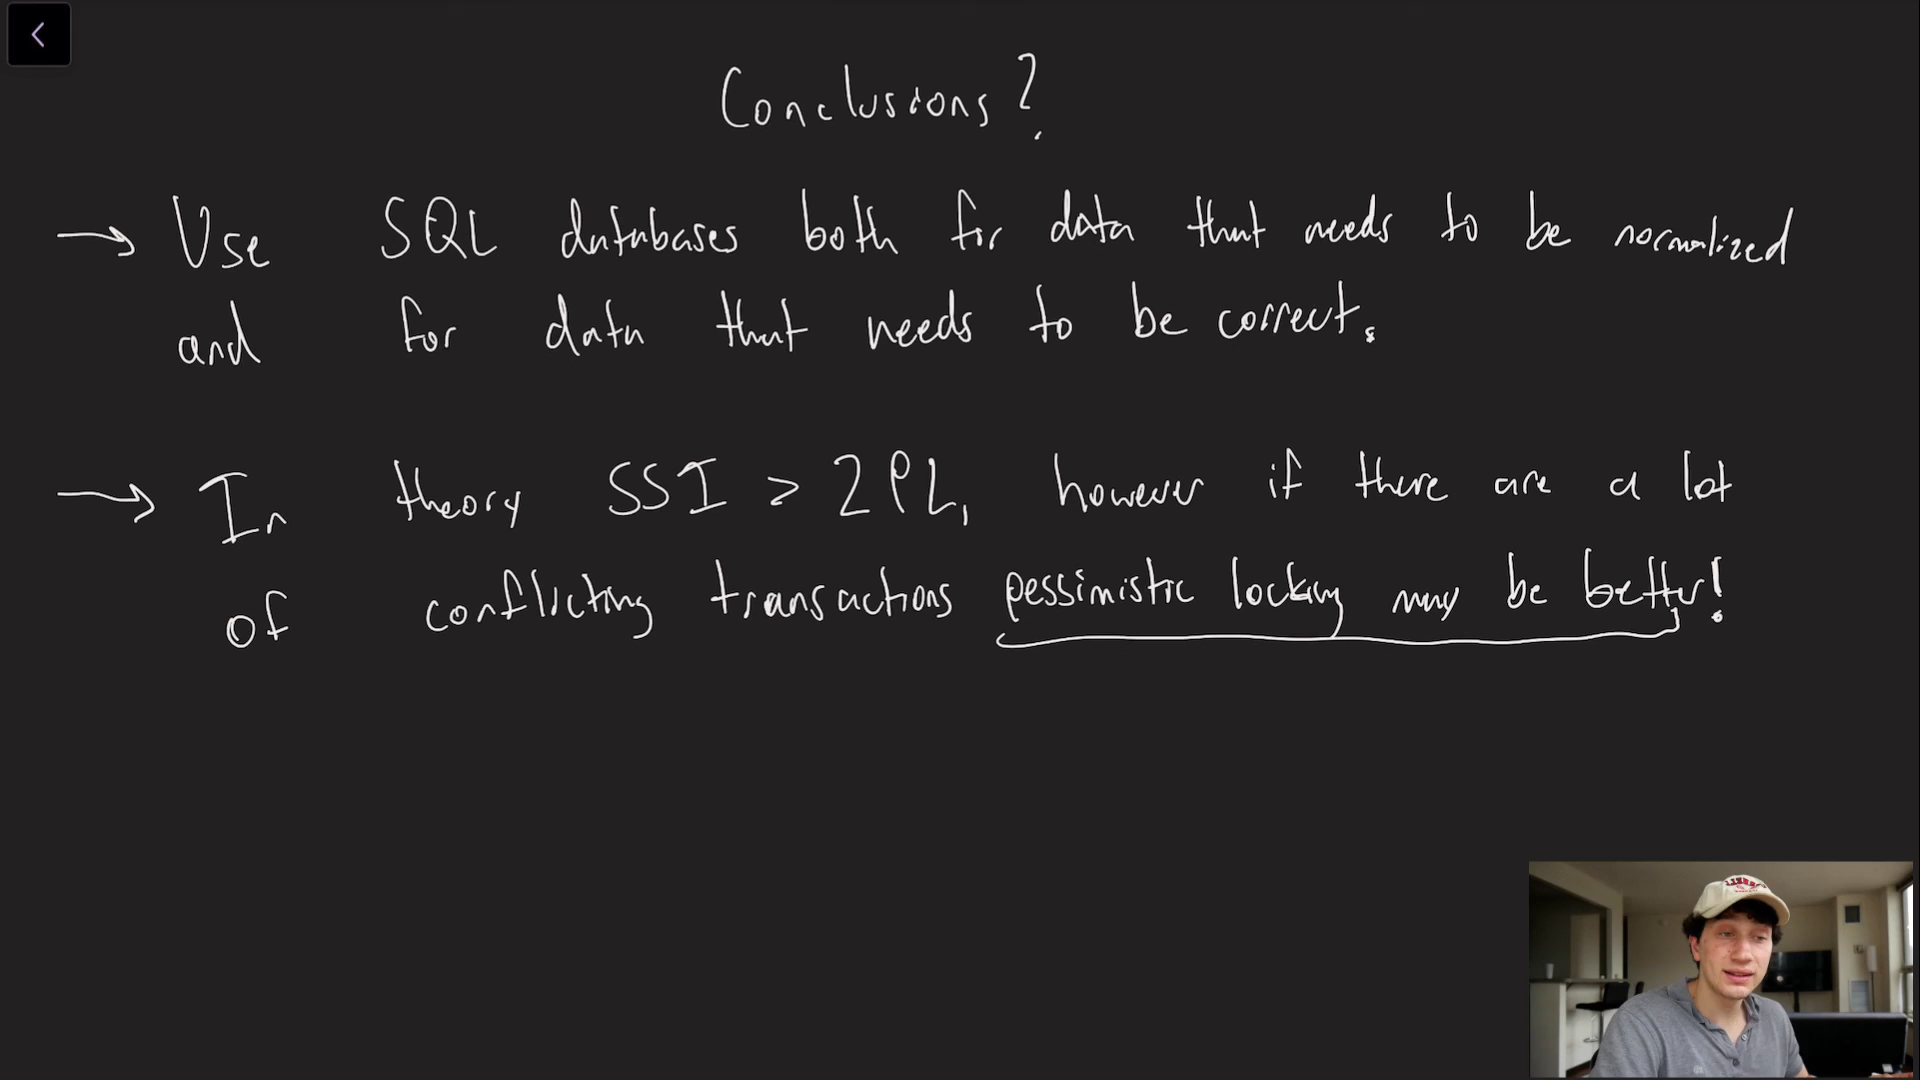 Conclusions?
→ Use SQL databases both for data that needs to be normalized
and for data that needs to be correct.
→ In theory SSI > 2PL, however if there are a lot
of conflicting transactions pessimistic locking may be better!